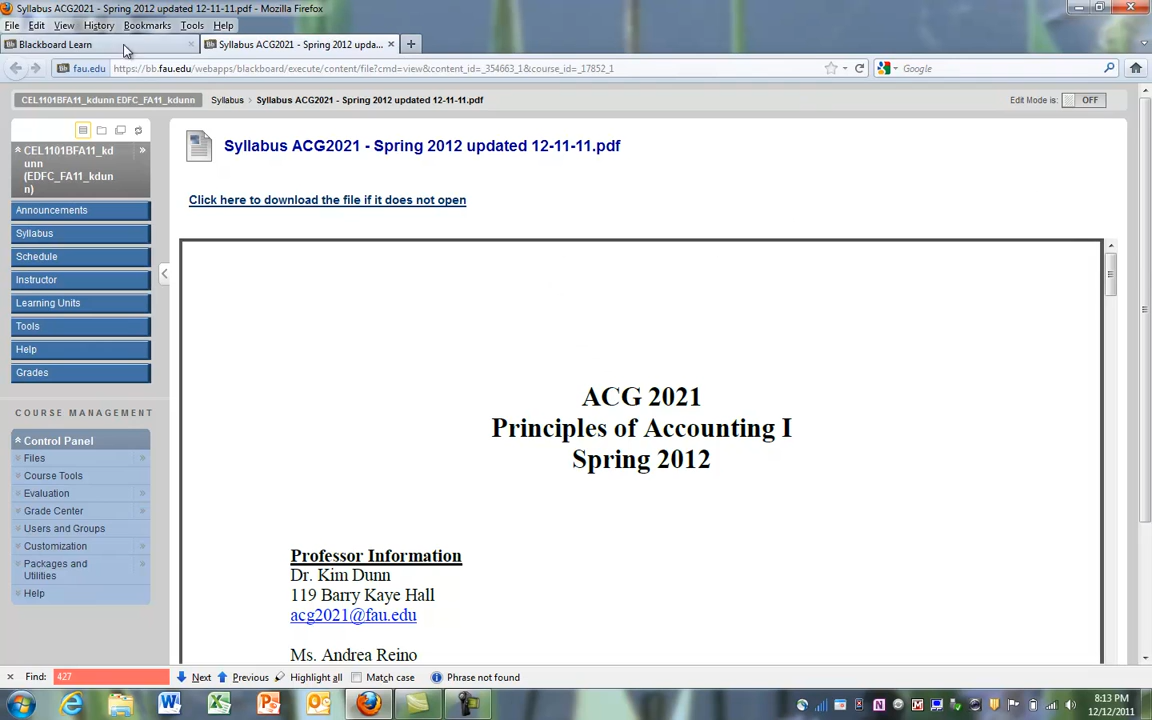 Syllabus ACG2021 - Spring 2012 updated 12-11-11.pdf - Mozilla Firefox
File Edit View History Bookmarks Tools Help
Blackboard Learn
Syllabus ACG2021 - Spring 2012 upda...
fau.edu https://bb.fau.edu/webapps/blackboard/execute/content/file?cmd=view&content_id=_354663_1&course_id=_17852_1
Google
CEL1101BFA11_kdunn EDFC_FA11_kdunn
Syllabus
Syllabus ACG2021 - Spring 2012 updated 12-11-11.pdf
Edit Mode is: OFF
CEL1101BFA11_kd
unn
(EDFC_FA11_kdun
n)
Announcements
Syllabus
Schedule
Instructor
Learning Units
Tools
Help
Grades
COURSE MANAGEMENT
Control Panel
Files
Course Tools
Evaluation
Grade Center
Users and Groups
Customization
Packages and
Utilities
Help
Syllabus ACG2021 - Spring 2012 updated 12-11-11.pdf
Click here to download the file if it does not open
ACG 2021
Principles of Accounting I
Spring 2012
Professor Information
Dr. Kim Dunn
119 Barry Kaye Hall
acg2021@fau.edu
Ms. Andrea Reino
Find: 427 Next Previous Highlight all Match case Phrase not found
8:13 PM
12/12/2011